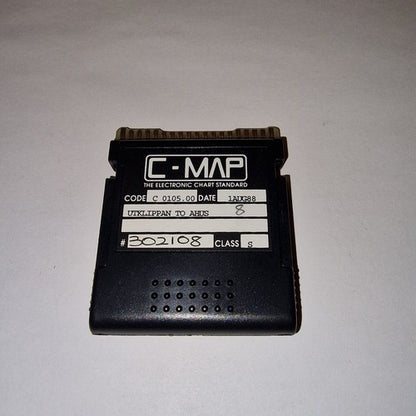 C-MAP
THE ELECTRONIC CHART STANDARD
CODE C 0105.00 DATE 1AUG88
UTKLIPPAN TO AHUS 8
# 302108 CLASS S